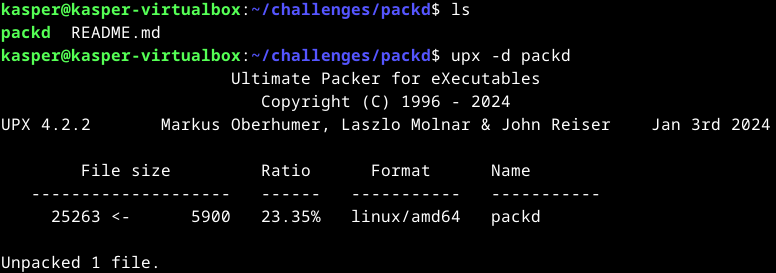 kasper@kasper-virtualbox:~/challenges/packd$ ls
packd  README.md
kasper@kasper-virtualbox:~/challenges/packd$ upx -d packd
                       Ultimate Packer for eXecutables
                          Copyright (C) 1996 - 2024
UPX 4.2.2       Markus Oberhumer, Laszlo Molnar & John Reiser    Jan 3rd 2024

        File size         Ratio      Format      Name
   --------------------   ------   -----------   -----------
     25263 <-      5900   23.35%   linux/amd64   packd

Unpacked 1 file.